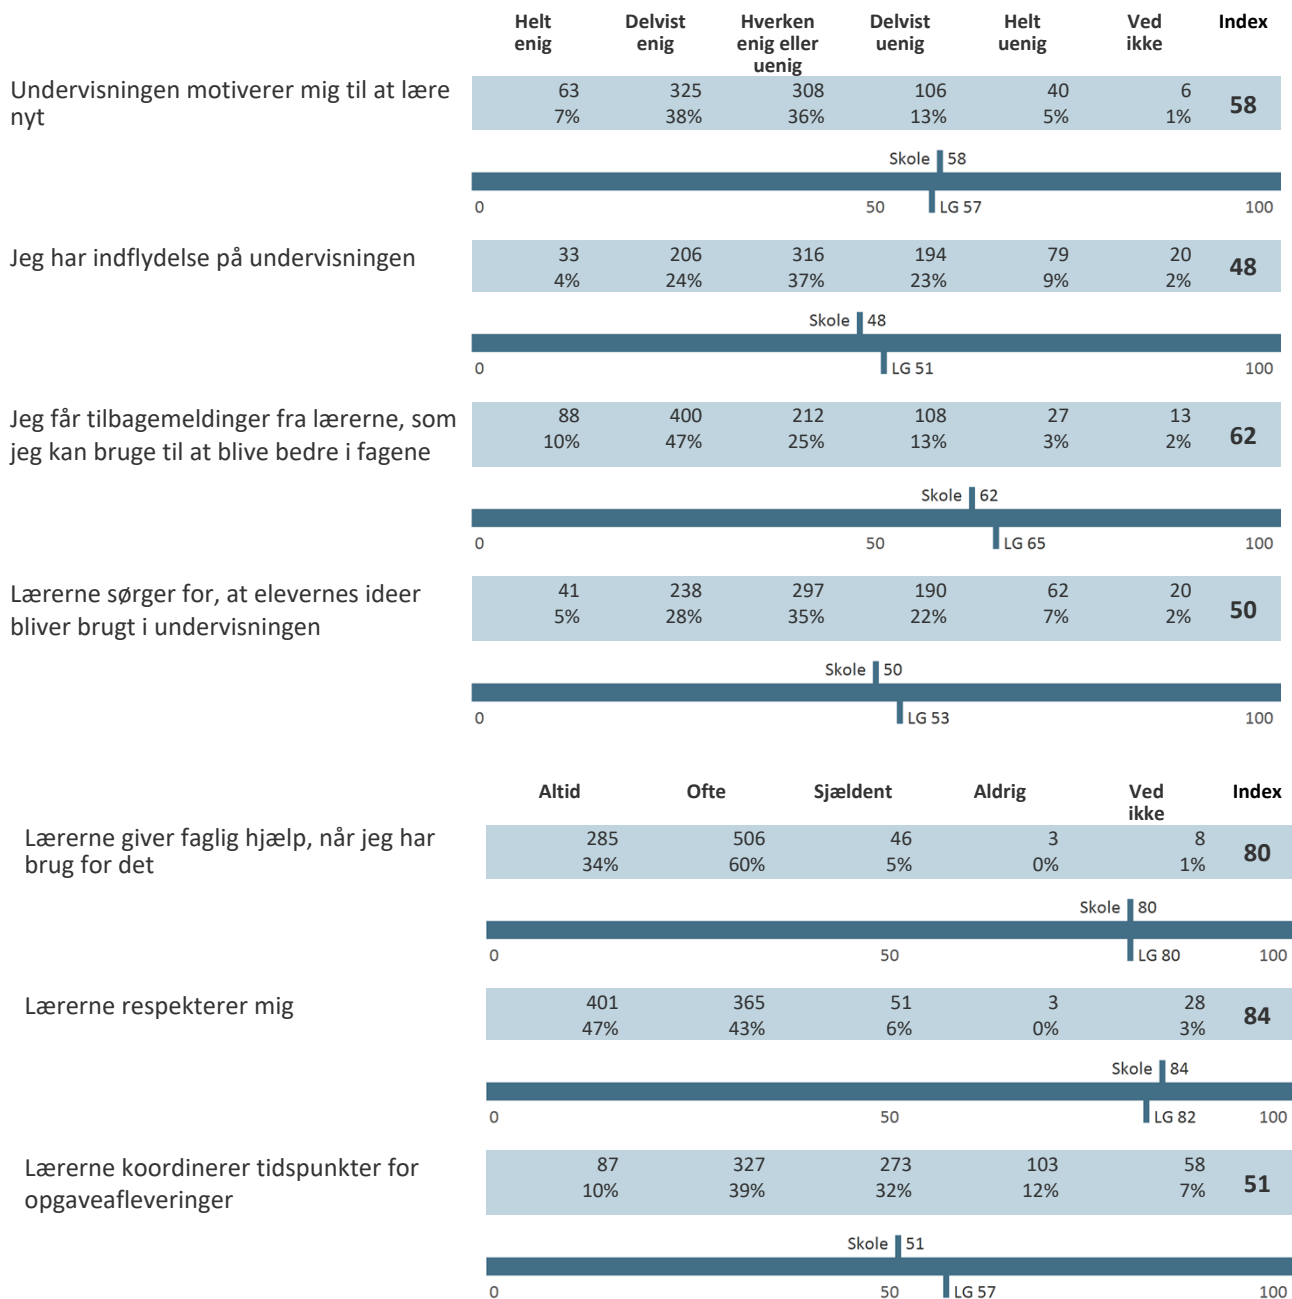 Helt Delvist Hverken Delvist Helt Ved Index
enig enig enig eller uenig uenig ikke
uenig
Undervisningen motiverer mig til at lære
nyt
63 325 308 106 40 6
7% 38% 36% 13% 5% 1%
58
Skole 58
0 50 LG 57 100
Jeg har indflydelse på undervisningen
33 206 316 194 79 20
4% 24% 37% 23% 9% 2%
48
Skole 48
0 LG 51 100
Jeg får tilbagemeldinger fra lærerne, som
jeg kan bruge til at blive bedre i fagene
88 400 212 108 27 13
10% 47% 25% 13% 3% 2%
62
Skole 62
0 50 LG 65 100
Lærerne sørger for, at elevernes ideer
bliver brugt i undervisningen
41 238 297 190 62 20
5% 28% 35% 22% 7% 2%
50
Skole 50
0 LG 53 100
Altid Ofte Sjældent Aldrig Ved Index
ikke
Lærerne giver faglig hjælp, når jeg har
brug for det
285 506 46 3 8
34% 60% 5% 0% 1%
80
Skole 80
0 50 LG 80 100
Lærerne respekterer mig
401 365 51 3 28
47% 43% 6% 0% 3%
84
Skole 84
0 50 LG 82 100
Lærerne koordinerer tidspunkter for
opgaveafleveringer
87 327 273 103 58
10% 39% 32% 12% 7%
51
Skole 51
0 50 LG 57 100